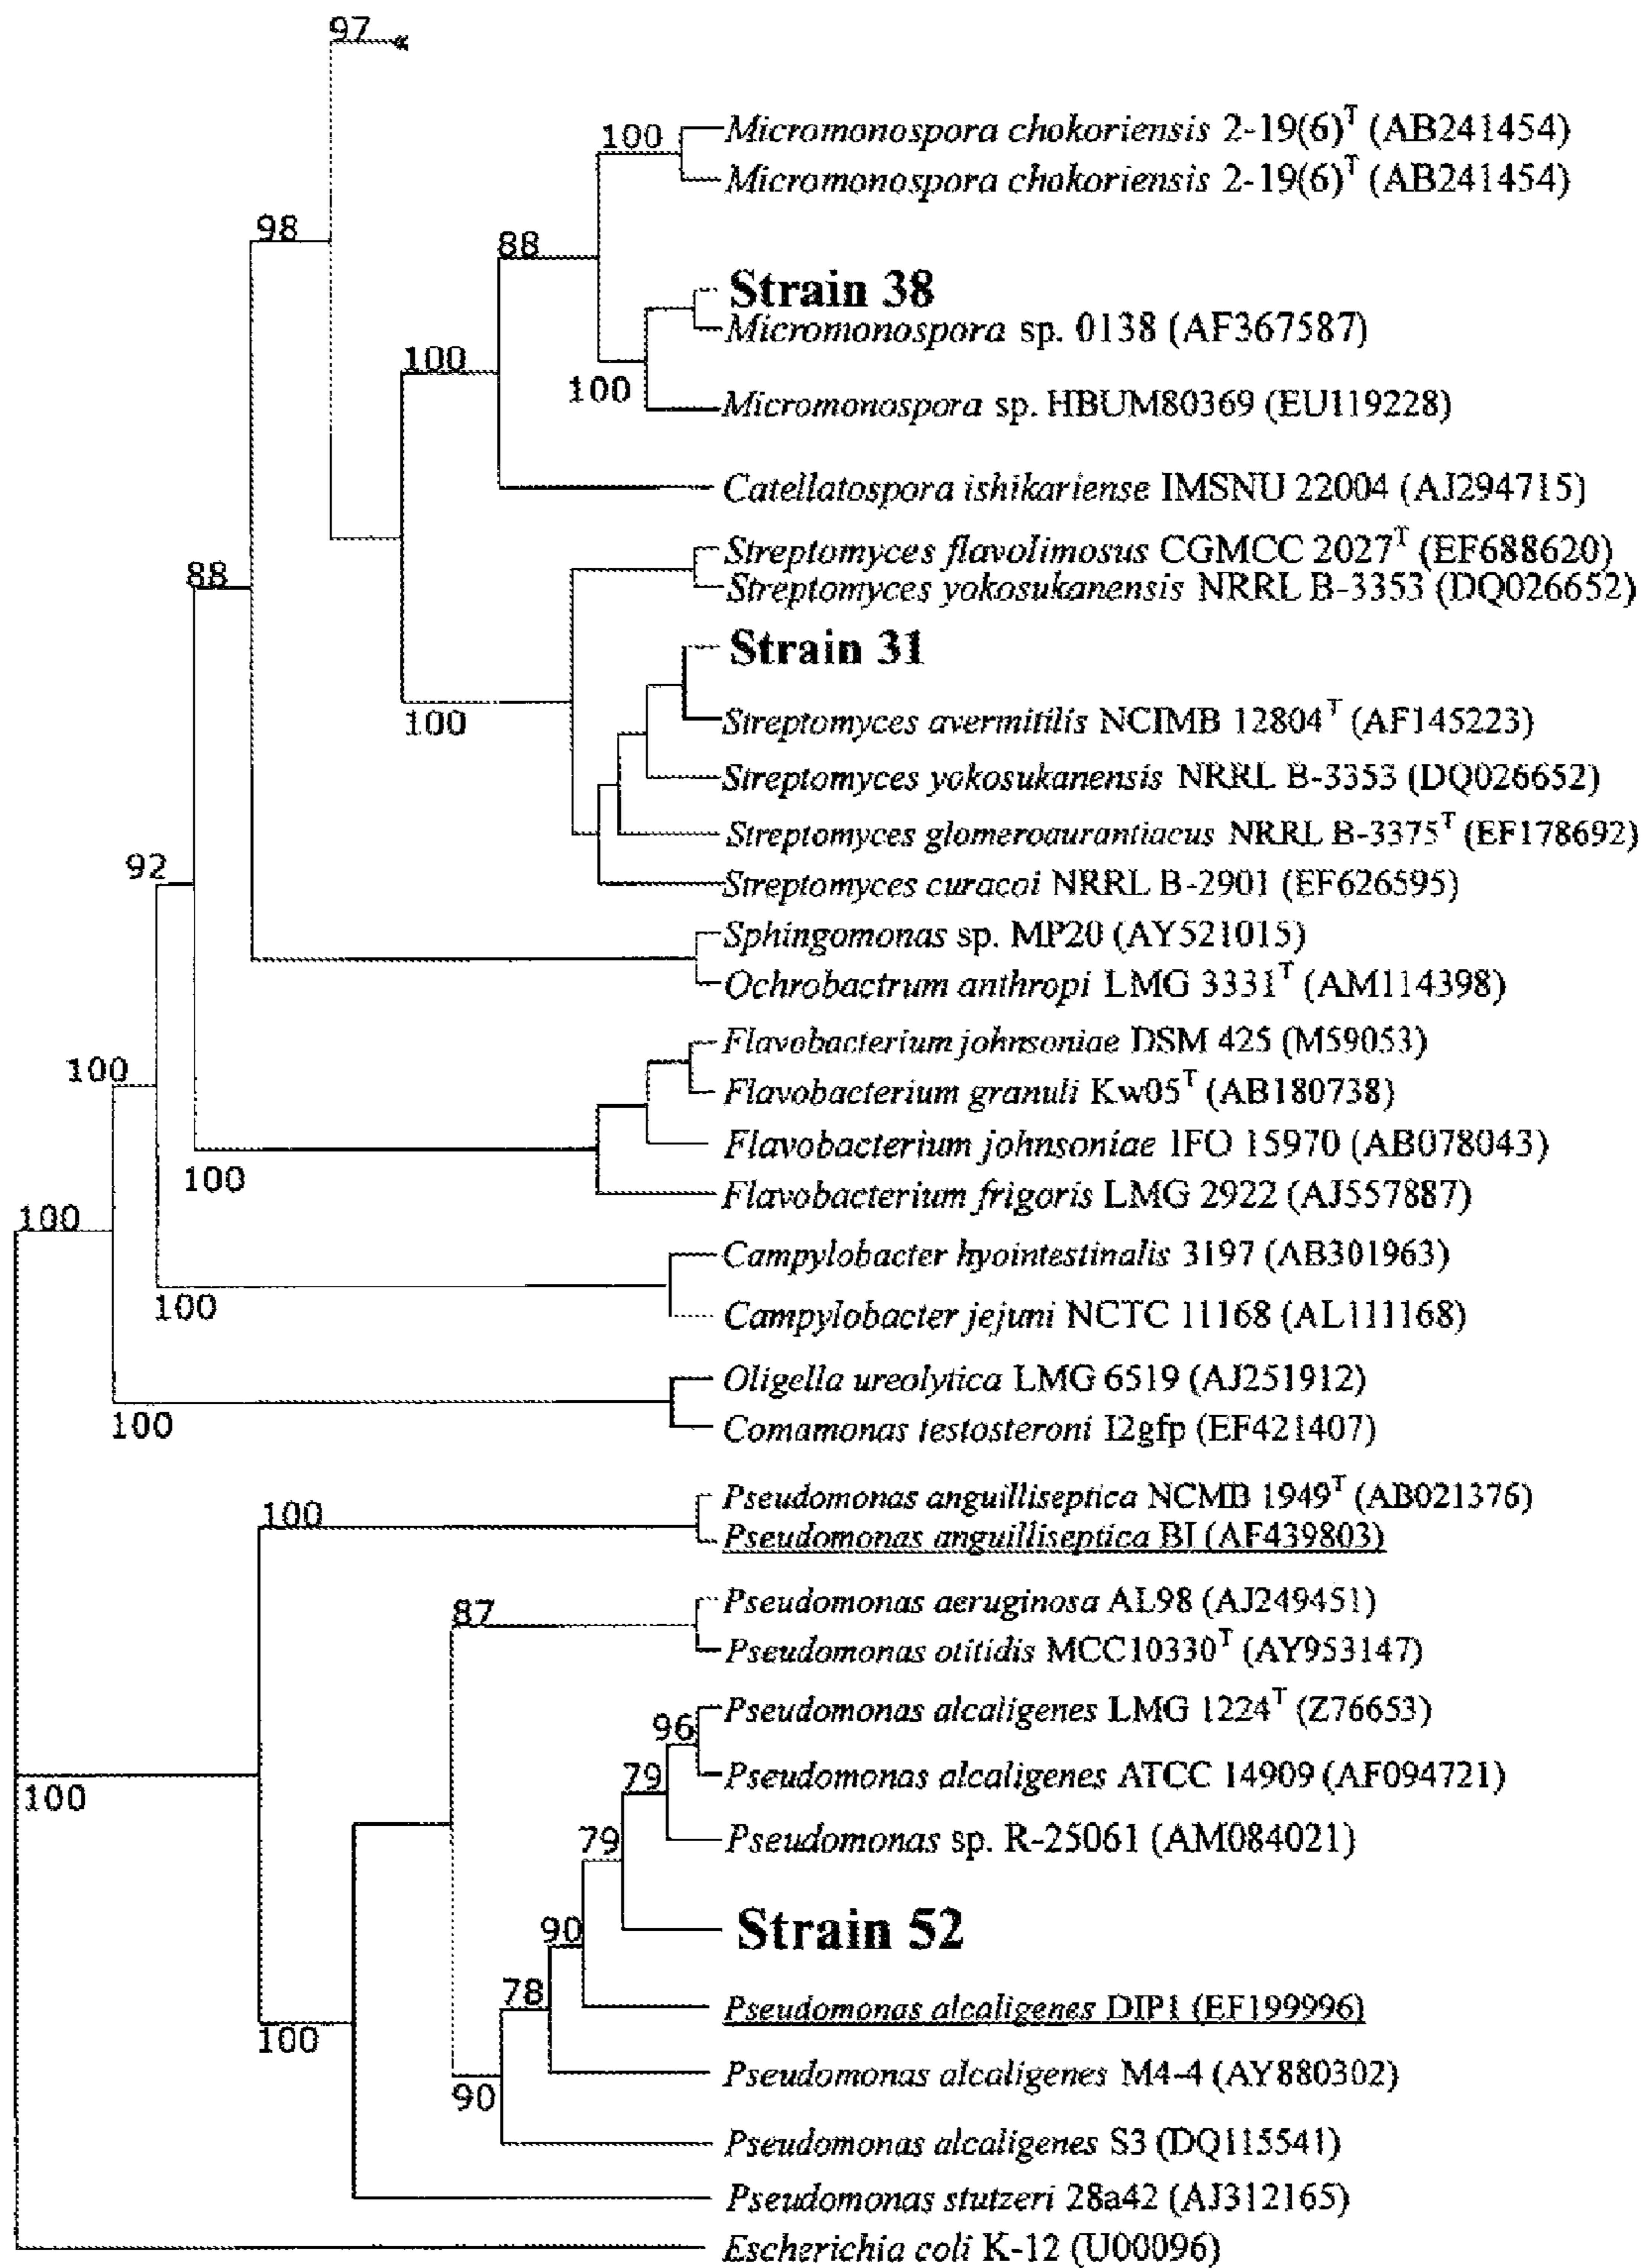 97
100
Micromonospora chokoriensis 2-19(6)T (AB241454)
Micromonospora chokoriensis 2-19(6)T (AB241454)
98
88
Strain 38
Micromonospora sp. 0138 (AF367587)
100
100
Micromonospora sp. HBUM80369 (EU119228)
Catellatospora ishikariense IMSNU 22004 (AJ294715)
Streptomyces flavolimosus CGMCC 2027T (EF688620)
88
Streptomyces yokosukanensis NRRL B-3353 (DQ026652)
Strain 31
100
Streptomyces avermitilis NCIMB 12804T (AF145223)
Streptomyces yokosukanensis NRRL B-3353 (DQ026652)
Streptomyces glomeroaurantiacus NRRL B-3375T (EF178692)
92
Streptomyces curacoi NRRL B-2901 (EF626595)
Sphingomonas sp. MP20 (AY521015)
Ochrobactrum anthropi LMG 3331T (AM114398)
Flavobacterium johnsoniae DSM 425 (M59053)
100
Flavobacterium granuli Kw05T (AB180738)
Flavobacterium johnsoniae IFO 15970 (AB078043)
100
Flavobacterium frigoris LMG 2922 (AJ557887)
100
Campylobacter hyointestinalis 3197 (AB301963)
100
Campylobacter jejuni NCTC 11168 (AL111168)
Oligella ureolytica LMG 6519 (AJ251912)
100
Comamonas testosteroni I2gfp (EF421407)
Pseudomonas anguilliseptica NCMB 1949T (AB021376)
100
Pseudomonas anguilliseptica BI (AF439803)
Pseudomonas aeruginosa AL98 (AJ249451)
87
Pseudomonas otitidis MCC10330T (AY953147)
Pseudomonas alcaligenes LMG 1224T (Z76653)
96
Pseudomonas alcaligenes ATCC 14909 (AF094721)
79
100
Pseudomonas sp. R-25061 (AM084021)
79
Strain 52
90
78
Pseudomonas alcaligenes DIP1 (EF199996)
100
Pseudomonas alcaligenes M4-4 (AY880302)
90
Pseudomonas alcaligenes S3 (DQ115541)
Pseudomonas stutzeri 28a42 (AJ312165)
Escherichia coli K-12 (U00096)